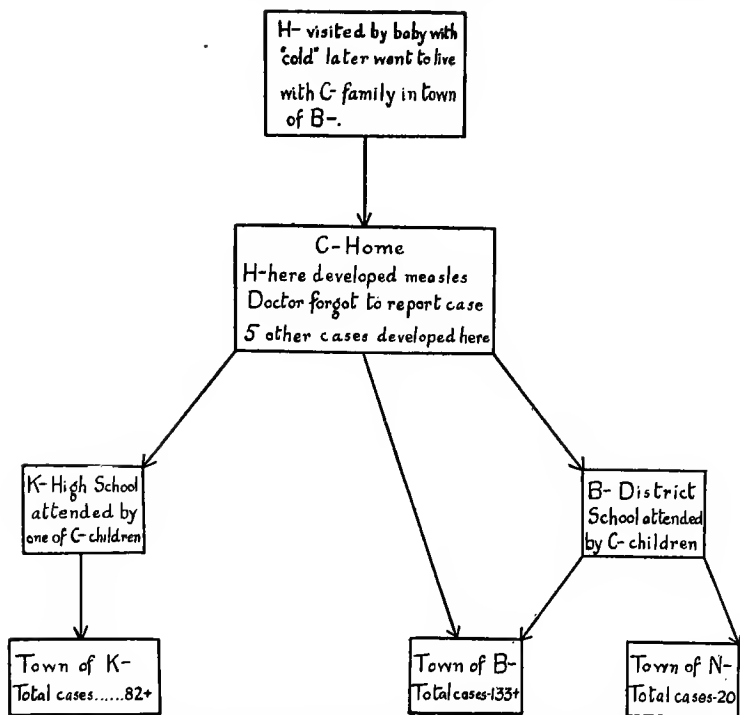 H- visited by baby with
"cold" later went to live
with C- family in town
of B-.
C-Home
H-here developed measles
Doctor forgot to report case
5 other cases developed here
K-High School
attended by
one of C-children
B- District
School attended
by C-children
Town of K-
Total cases......82+
Town of B-
Total cases-133+
Town of N-
Total cases-20